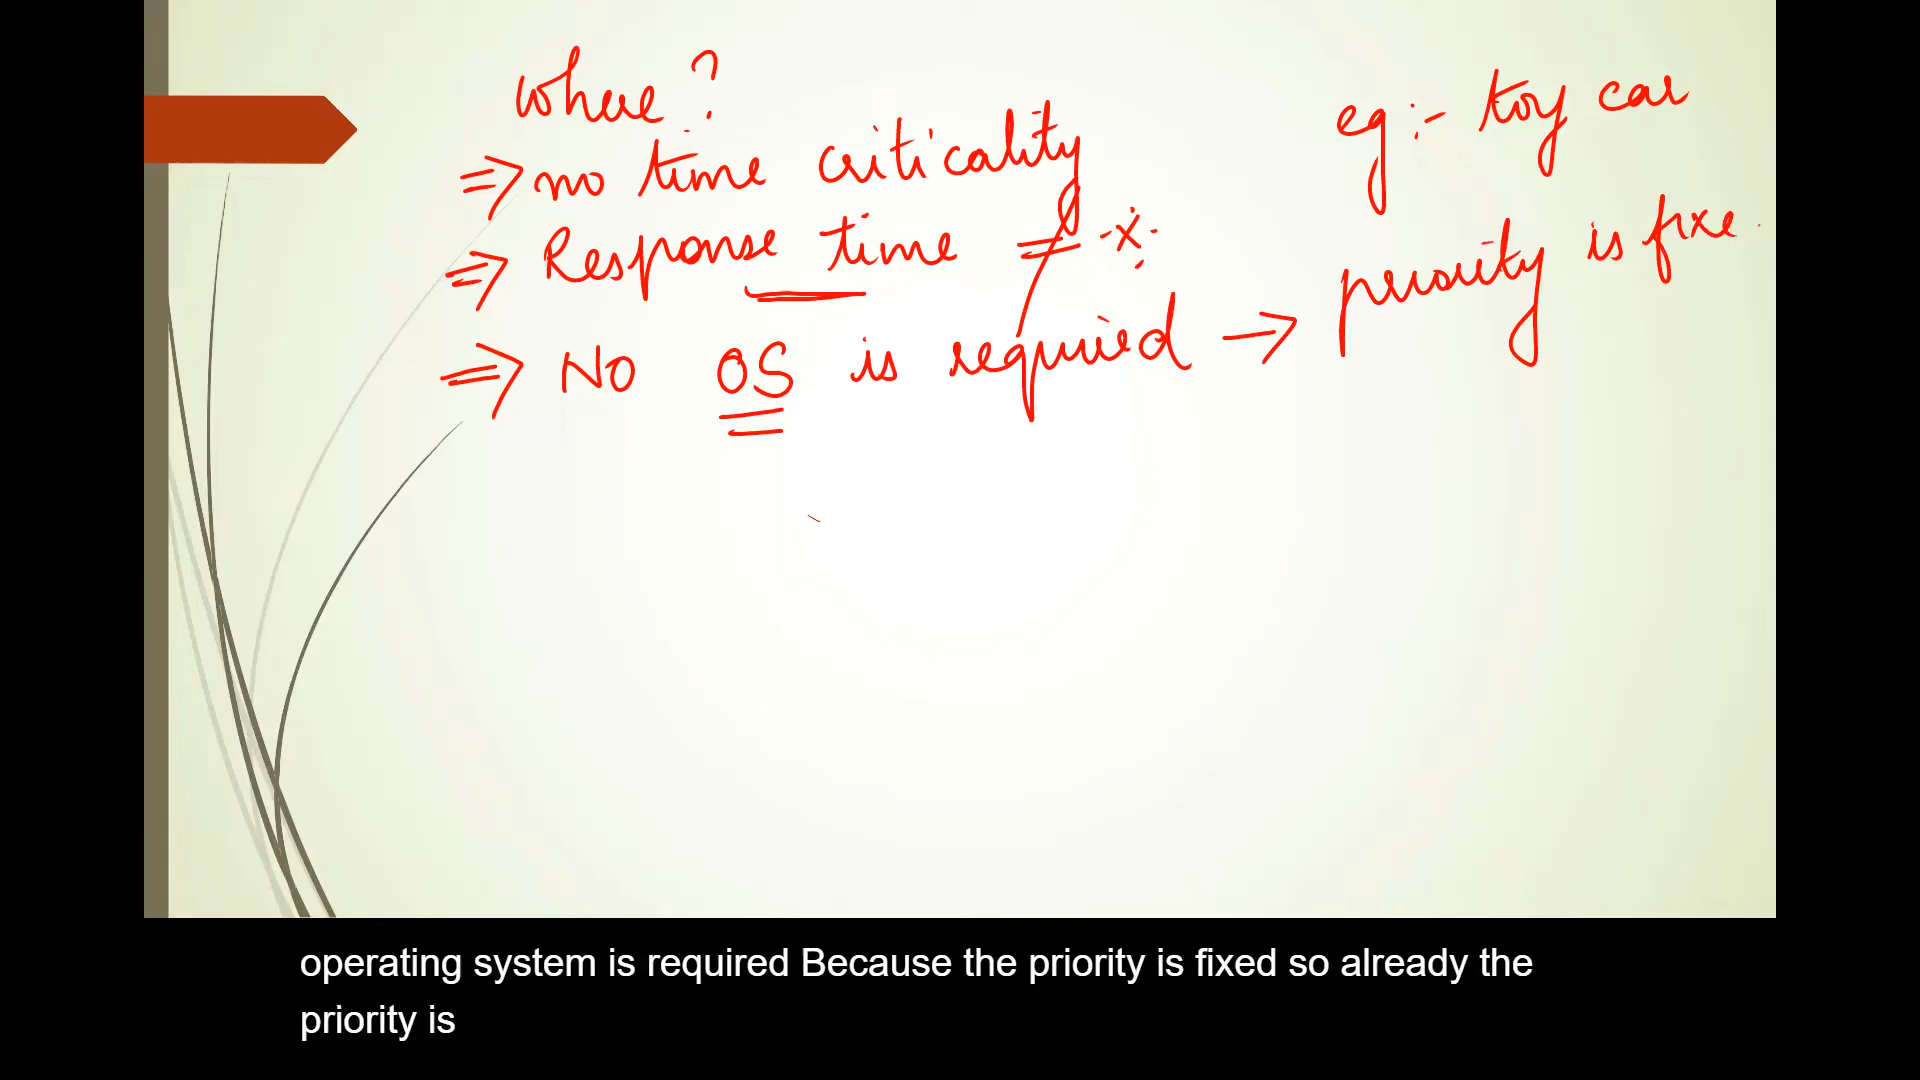 where?
eg :- toy car
⇒ no time criticality
⇒ Response time = x
priority is fixe
⇒ No OS is required →
operating system is required Because the priority is fixed so already the
priority is